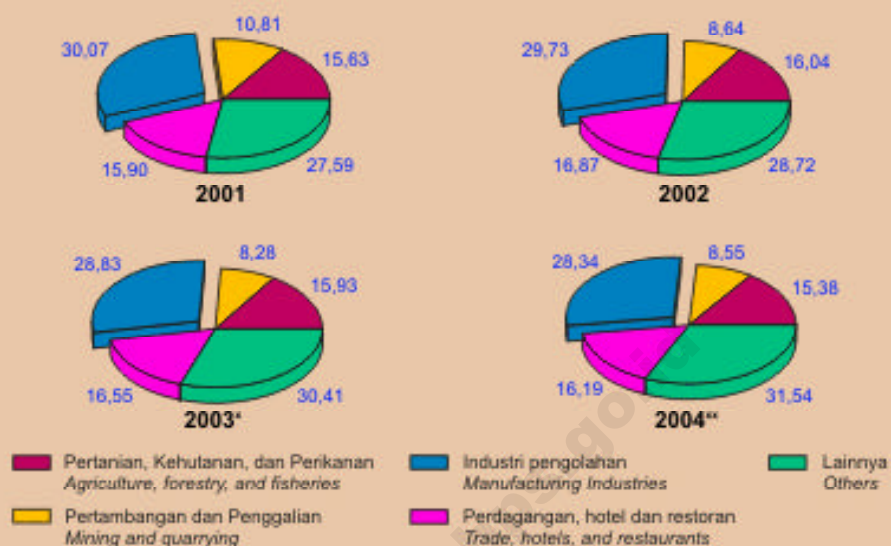 10,81
30,07
15,63
15,90
27,59
2001
8,64
29,73
16,04
16,87
28,72
2002
8,28
28,83
15,93
16,55
30,41
2003*
8,55
28,34
15,38
16,19
31,54
2004**
Pertanian, Kehutanan, dan Perikanan
Agriculture, forestry, and fisheries
Industri pengolahan
Manufacturing Industries
Lainnya
Others
Pertambangan dan Penggalian
Mining and quarrying
Perdagangan, hotel dan restoran
Trade, hotels, and restaurants